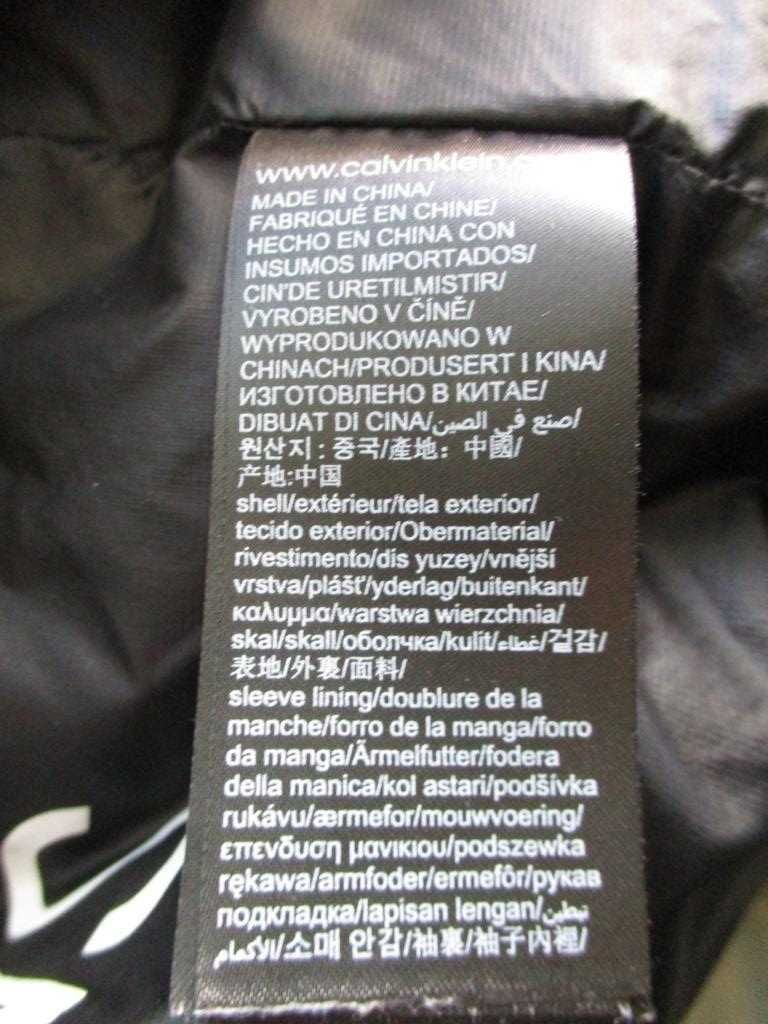 www.calvinklein.c
MADE IN CHINA/
FABRIQUÉ EN CHINE/
HECHO EN CHINA CON
INSUMOS IMPORTADOS/
CIN'DE URETILMISTIR/
VYROBENO V ČÍNĚ/
WYPRODUKOWANO W
CHINACH/PRODUSERT I KINA/
ИЗГОТОВЛЕНО В КИТАЕ/
DIBUAT DI CINA/صنع في الصين/
원산지: 중국/產地: 中國/
产地:中国
shell/extérieur/tela exterior/
tecido exterior/Obermaterial/
rivestimento/dis yuzey/vnější
vrstva/plášť/yderlag/buitenkant/
καλυμμα/warstwa wierzchnia/
skal/skall/оболчка/kulit/غطاء/겉감/
表地/外裏/面料/
sleeve lining/doublure de la
manche/forro de la manga/forro
da manga/Ãrmelfutter/fodera
della manica/kol astari/podšívka
rukávu/ærmefor/mouwvoering/
επενδυση μανικιου/podszewka
rękawa/armfoder/ermefôr/рукав
подкладка/lapisan lengan/تبطين
الأكمام/소매 안감/袖裏/袖子內裡/